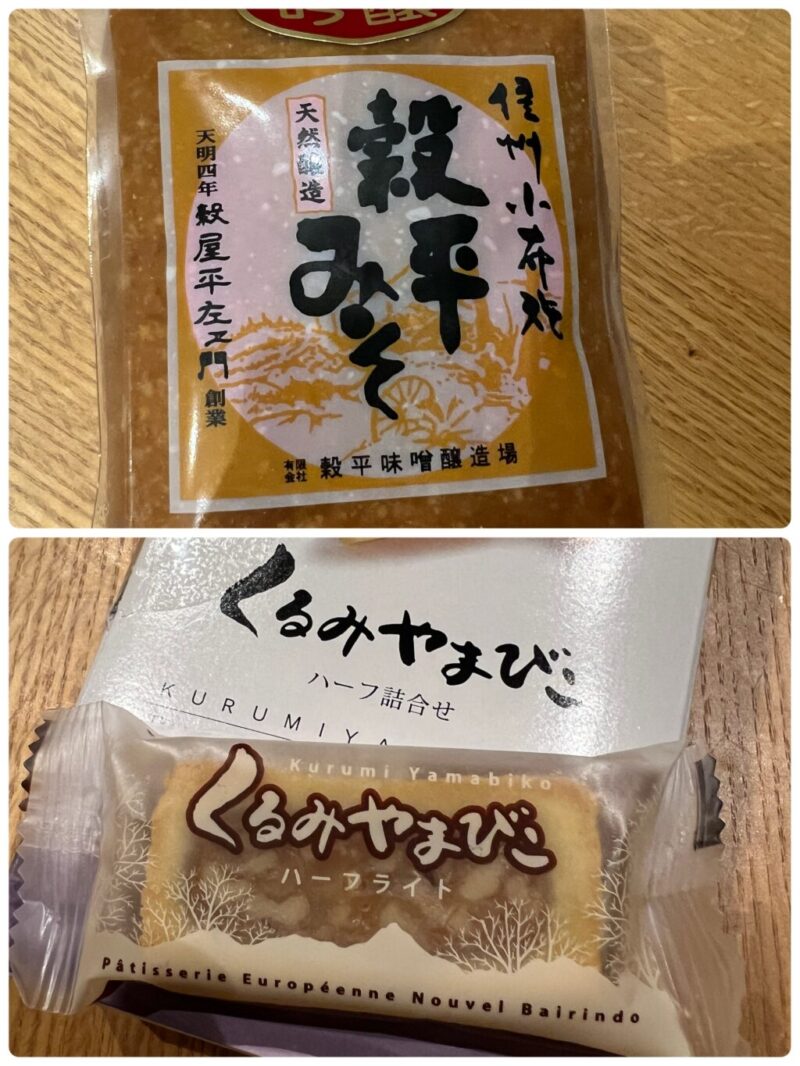 吟醸
信州小布施
穀平
みそ
天然醸造
天明四年 穀屋平左エ門 創業
有限会社 穀平味噌醸造場
くるみやまびこ
ハーフ詰合せ
KURUMIYA
Kurumi Yamabiko
くるみやまびこ
ハーフライト
Pâtisserie Européenne Nouvel Bairindo